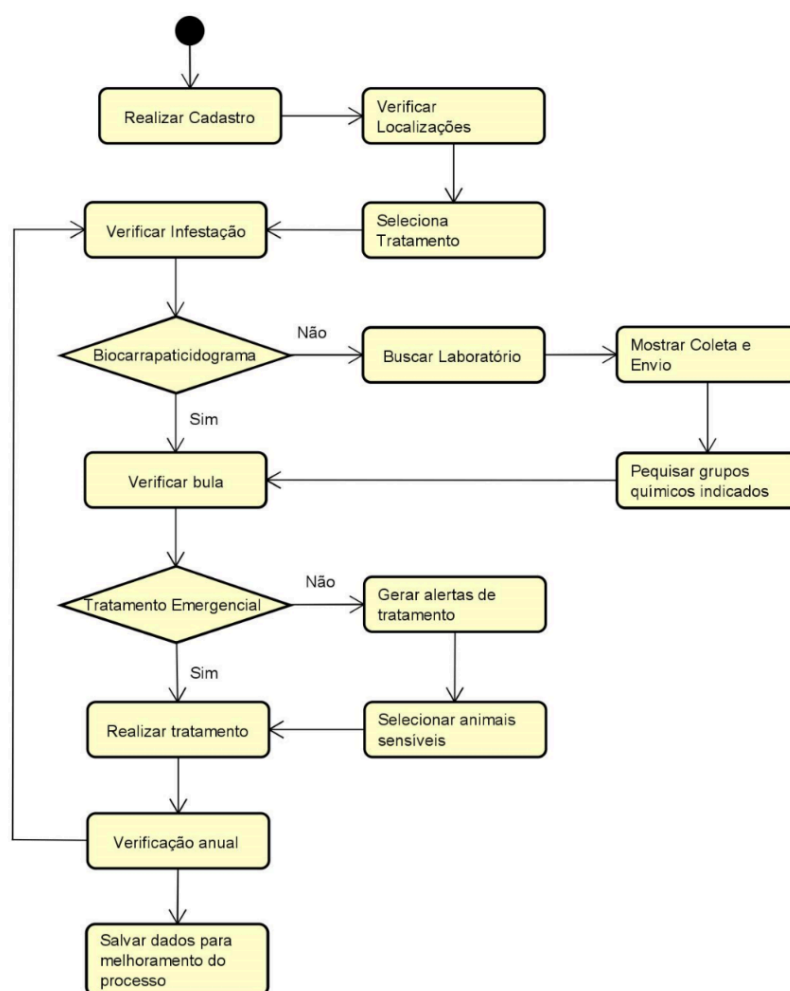 Realizar Cadastro
Verificar
Localizações
Seleciona
Tratamento
Verificar Infestação
Biocarrapaticidograma
Não
Buscar Laboratório
Mostrar Coleta e
Envio
Sim
Pequisar grupos
químicos indicados
Verificar bula
Tratamento Emergencial
Não
Gerar alertas de
tratamento
Sim
Selecionar animais
sensiveis
Realizar tratamento
Verificação anual
Salvar dados para
melhoramento do
processo